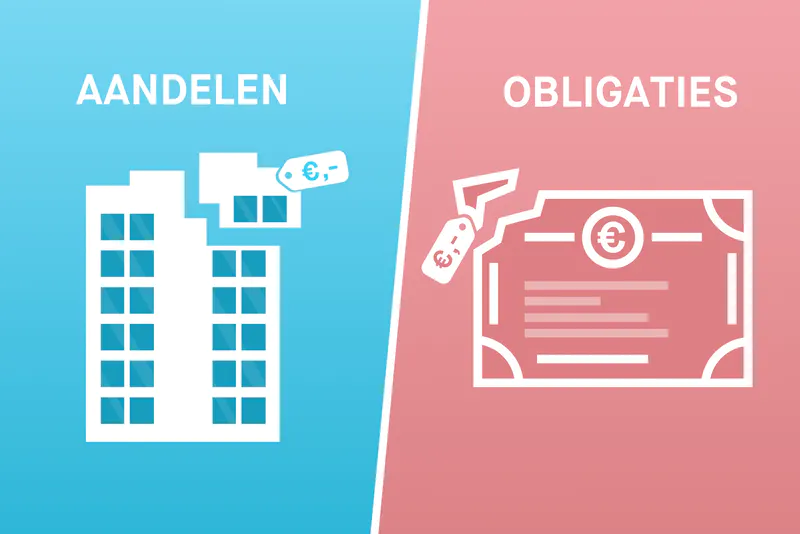 AANDELEN
OBLIGATIES
€,-
€,-
€